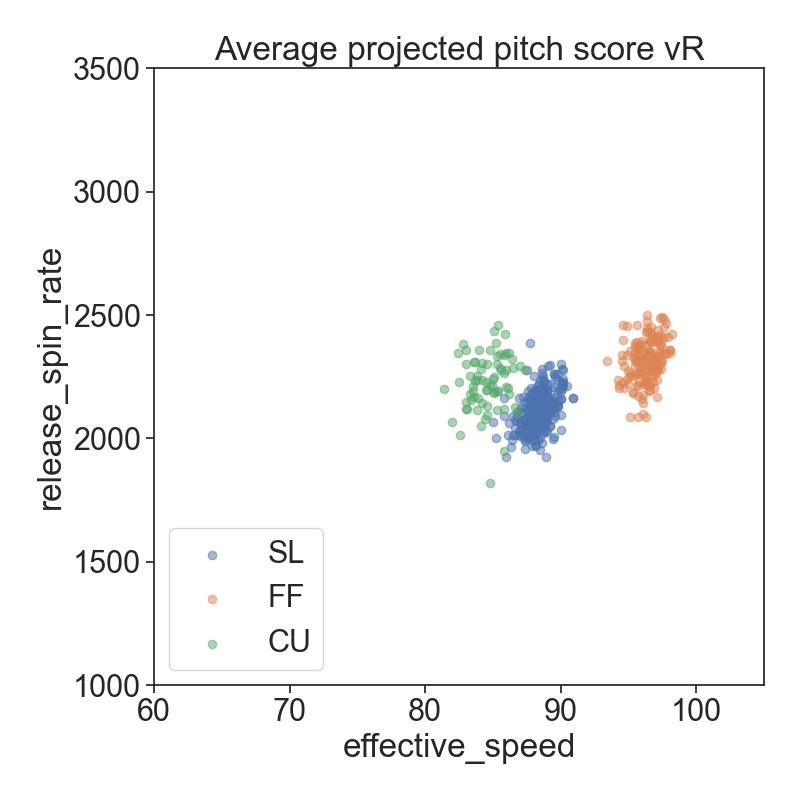 Average projected pitch score vR
3500
3000
2500
2000
1500
1000
release_spin_rate
SL
FF
CU
60 70 80 90 100
effective_speed